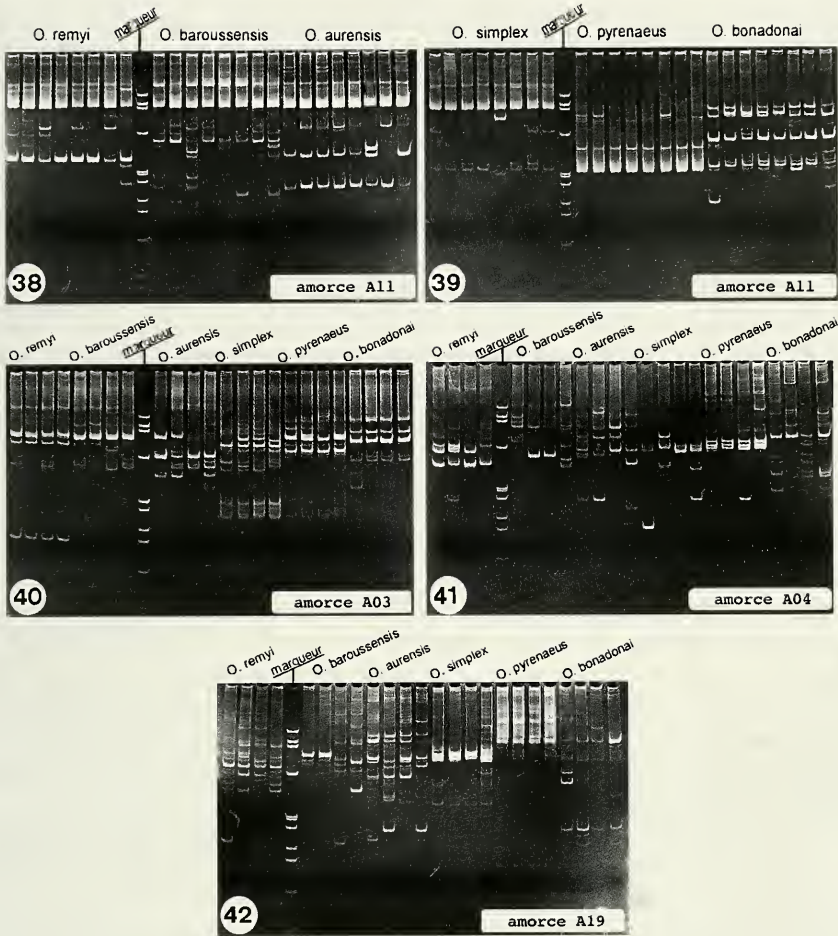 O. remyi marqueur O. baroussensis O. aurensis
38
amorce A11
O. simplex marqueur O. pyrenaeus O. bonadonai
39
amorce A11
O. remyi O. baroussensis marqueur O. aurensis O. simplex O. pyrenaeus O. bonadonai
40
amorce A03
O. remyi marqueur O. baroussensis O. aurensis O. simplex O. pyrenaeus O. bonadonai
41
amorce A04
O. remyi marqueur O. baroussensis O. aurensis O. simplex O. pyrenaeus O. bonadonai
42
amorce A19